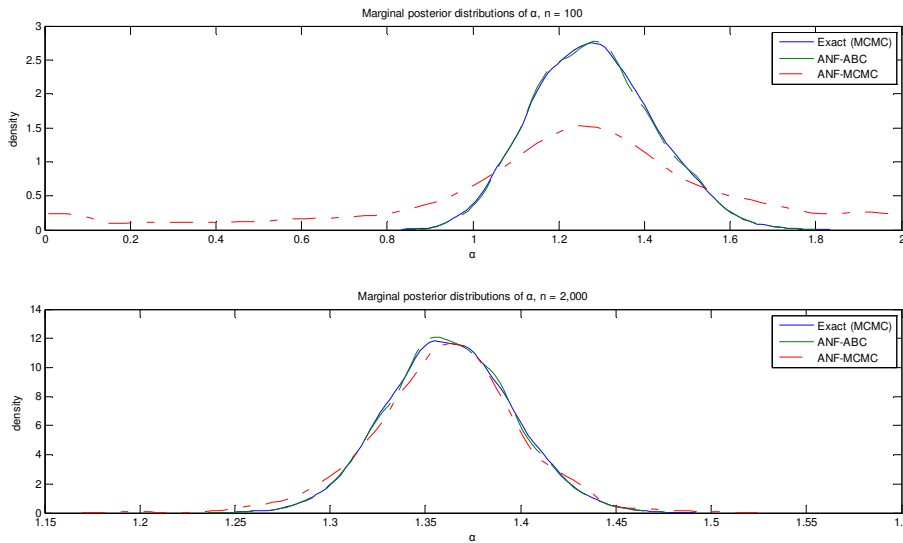 Marginal posterior distributions of α, n = 100
3
2.5
2
1.5
1
0.5
0
density
Exact (MCMC)
ANF-ABC
ANF-MCMC
0 0.2 0.4 0.6 0.8 1 1.2 1.4 1.6 1.8 2
α
Marginal posterior distributions of α, n = 2,000
14
12
10
8
6
4
2
0
density
Exact (MCMC)
ANF-ABC
ANF-MCMC
1.15 1.2 1.25 1.3 1.35 1.4 1.45 1.5 1.55
α